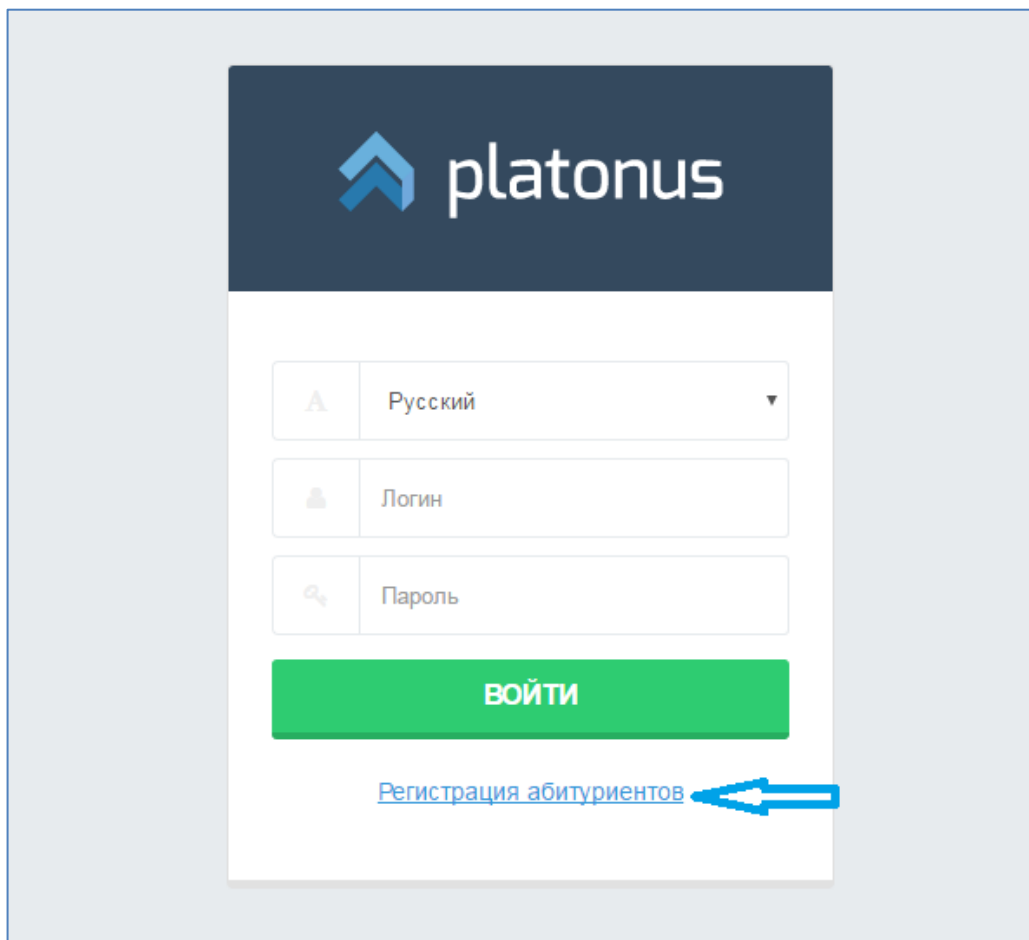 platonus
Русский
Логин
Пароль
ВОЙТИ
Регистрация абитуриентов